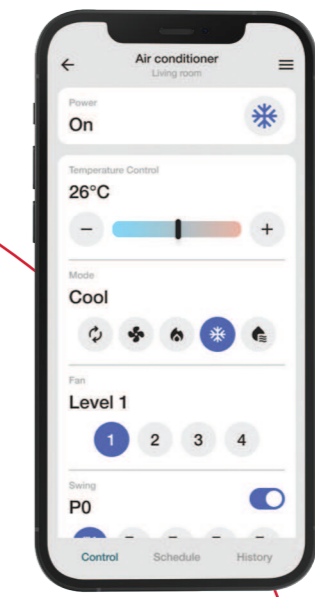 Air conditioner
Living room
Power
On
Temperature Control
26°C
− +
Mode
Cool
Fan
Level 1
1 2 3 4
Swing
P0
Control Schedule History